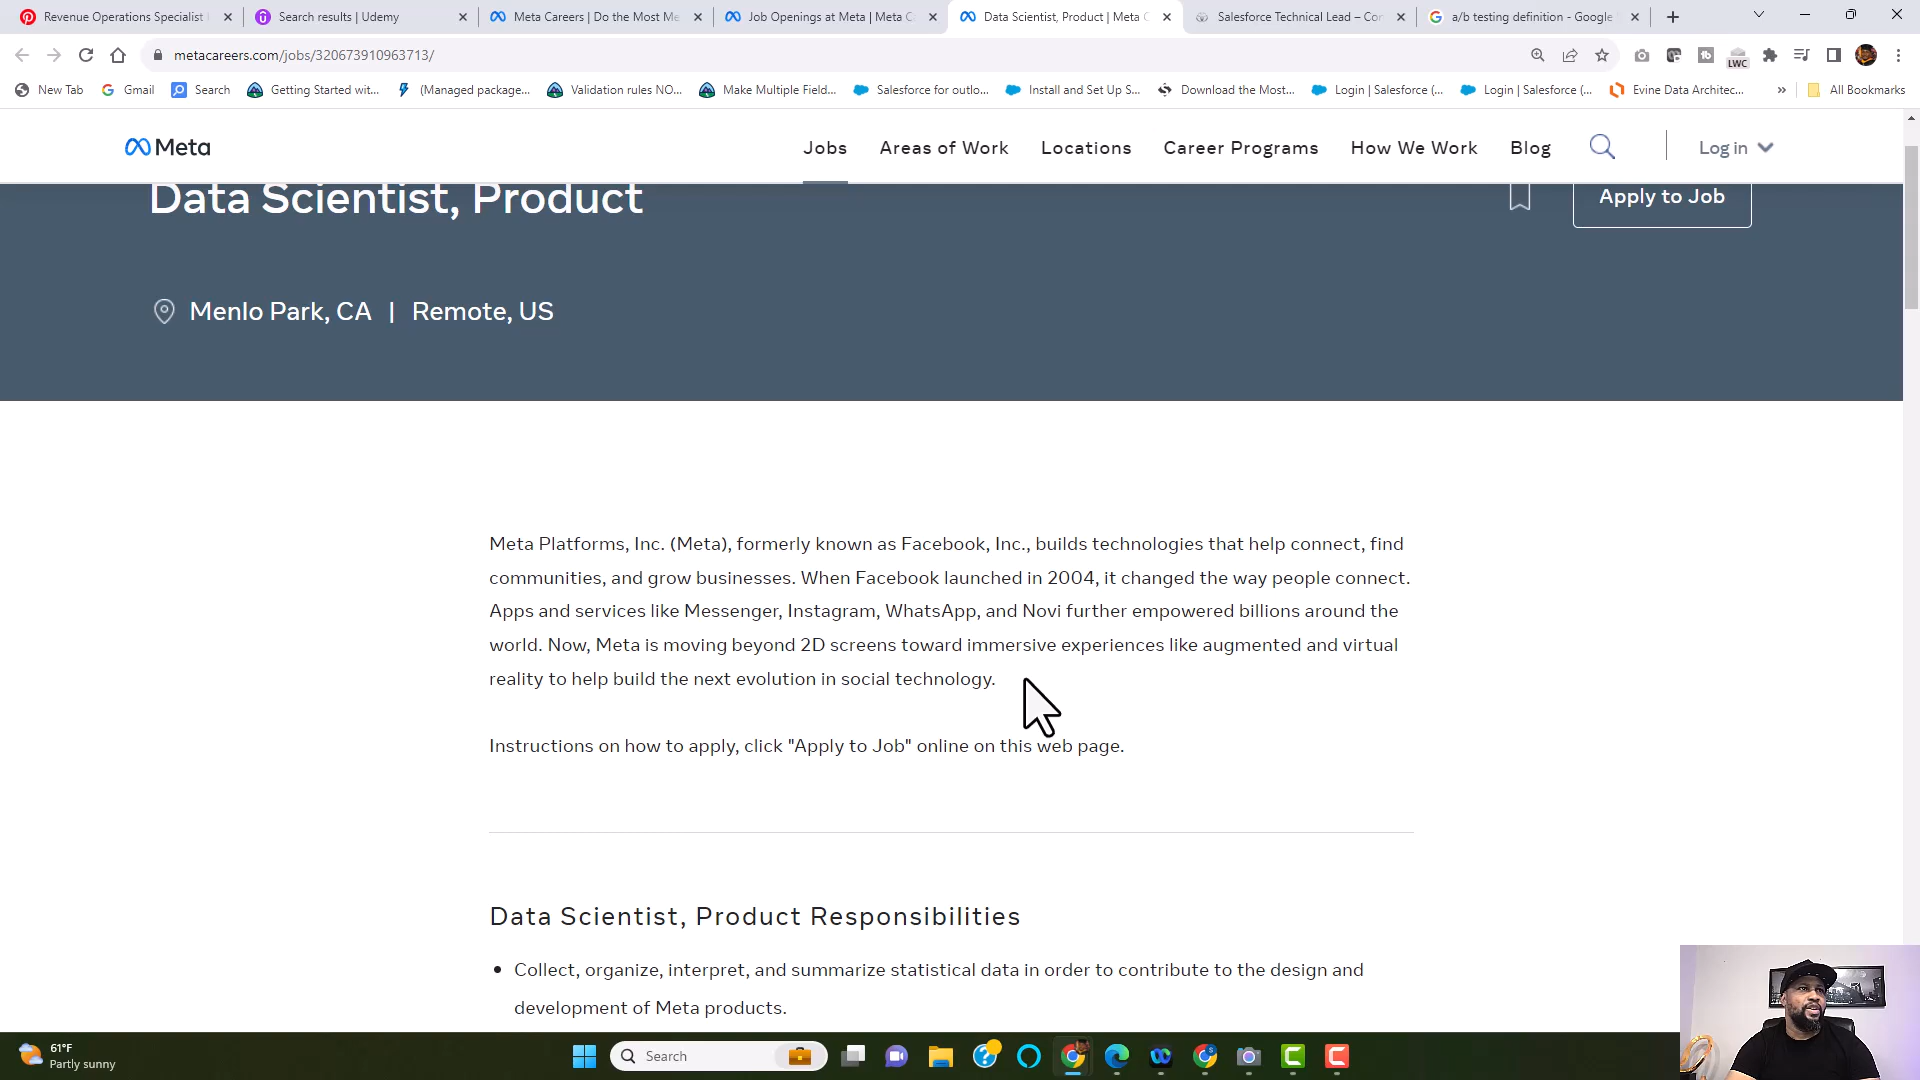 Revenue Operations Specialist
Search results | Udemy
Meta Careers | Do the Most Me
Job Openings at Meta | Meta C
Data Scientist, Product | Meta C
Salesforce Technical Lead – Cor
a/b testing definition - Google
metacareers.com/jobs/320673910963713/
LWC
New Tab
Gmail
Search
Getting Started wit...
(Managed package...
Validation rules NO...
Make Multiple Field...
Salesforce for outlo...
Install and Set Up S...
Download the Most...
Login | Salesforce (...
Login | Salesforce (...
Evine Data Architec...
»
All Bookmarks
Meta
Jobs
Areas of Work
Locations
Career Programs
How We Work
Blog
Log in
Data Scientist, Product
Apply to Job
Menlo Park, CA | Remote, US
Meta Platforms, Inc. (Meta), formerly known as Facebook, Inc., builds technologies that help connect, find
communities, and grow businesses. When Facebook launched in 2004, it changed the way people connect.
Apps and services like Messenger, Instagram, WhatsApp, and Novi further empowered billions around the
world. Now, Meta is moving beyond 2D screens toward immersive experiences like augmented and virtual
reality to help build the next evolution in social technology.
Instructions on how to apply, click "Apply to Job" online on this web page.
Data Scientist, Product Responsibilities
• Collect, organize, interpret, and summarize statistical data in order to contribute to the design and
development of Meta products.
61°F
Partly sunny
Search